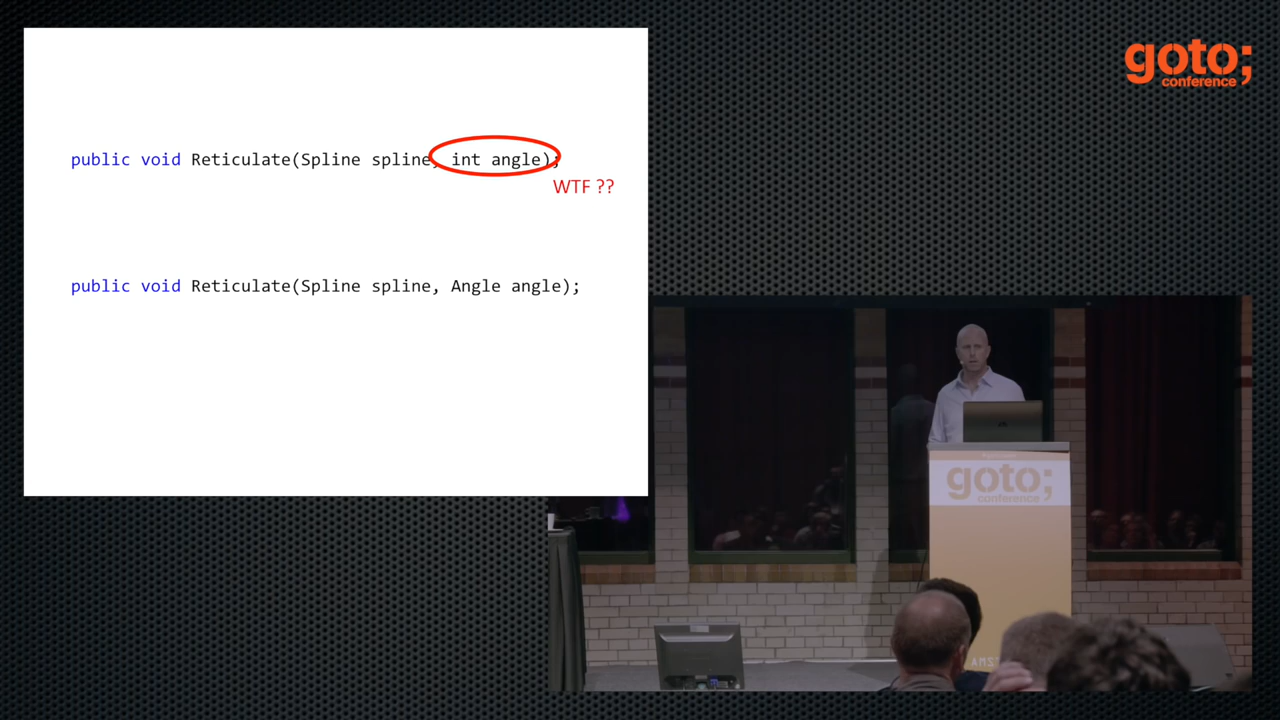 public void Reticulate(Spline spline, int angle);
WTF ??
public void Reticulate(Spline spline, Angle angle);
goto;
conference
goto;
conference
AMST